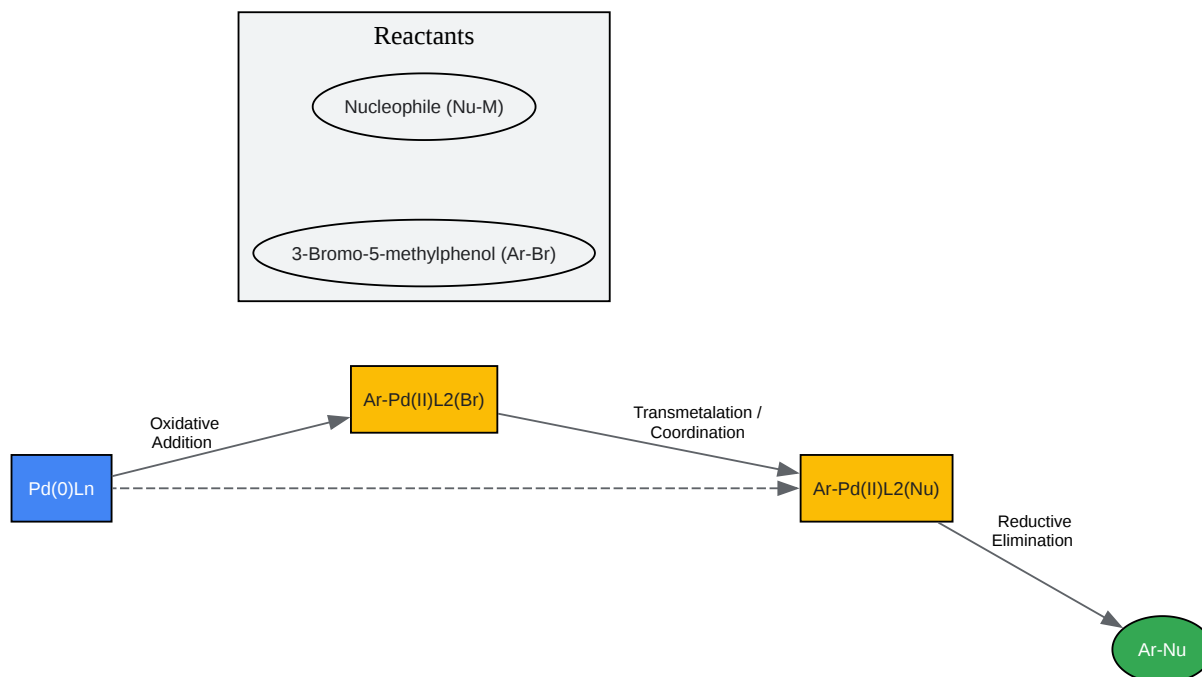 Reactants
Nucleophile (Nu-M)
3-Bromo-5-methylphenol (Ar-Br)
Ar-Pd(II)L2(Br)
Oxidative
Addition
Transmetalation /
Coordination
Pd(0)Ln
Ar-Pd(II)L2(Nu)
Reductive
Elimination
Ar-Nu